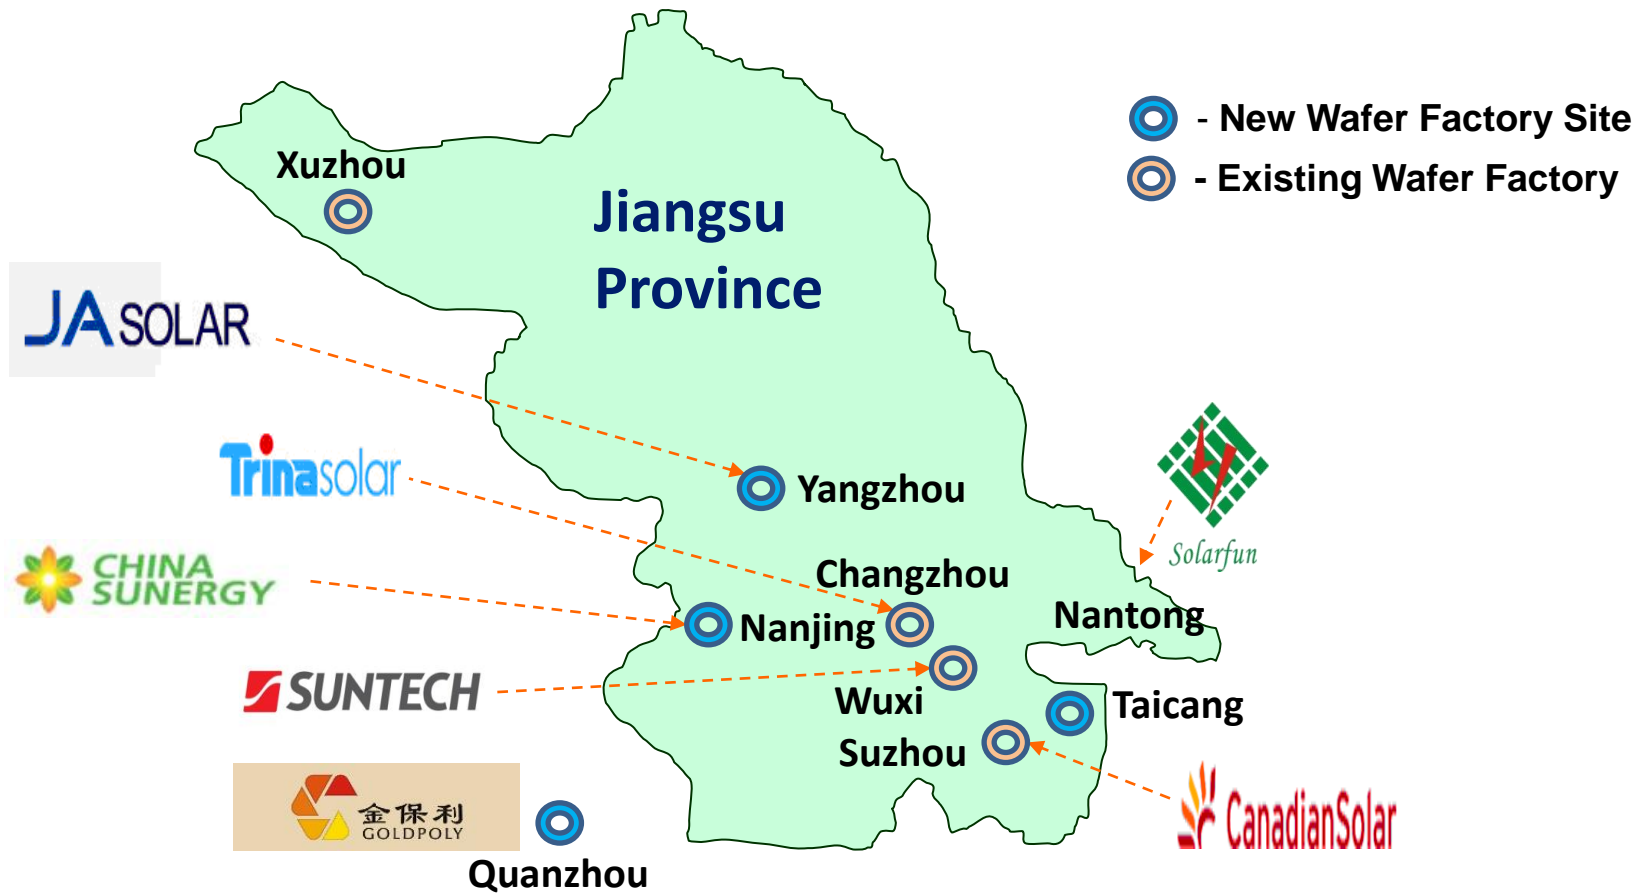 - New Wafer Factory Site
- Existing Wafer Factory
Xuzhou
Jiangsu
Province
JA SOLAR
Trinasolar
Yangzhou
Solarfun
CHINA
SUNERGY
Changzhou
Nanjing
Nantong
SUNTECH
Wuxi
Taicang
Suzhou
金保利
GOLDPOLY
CanadianSolar
Quanzhou